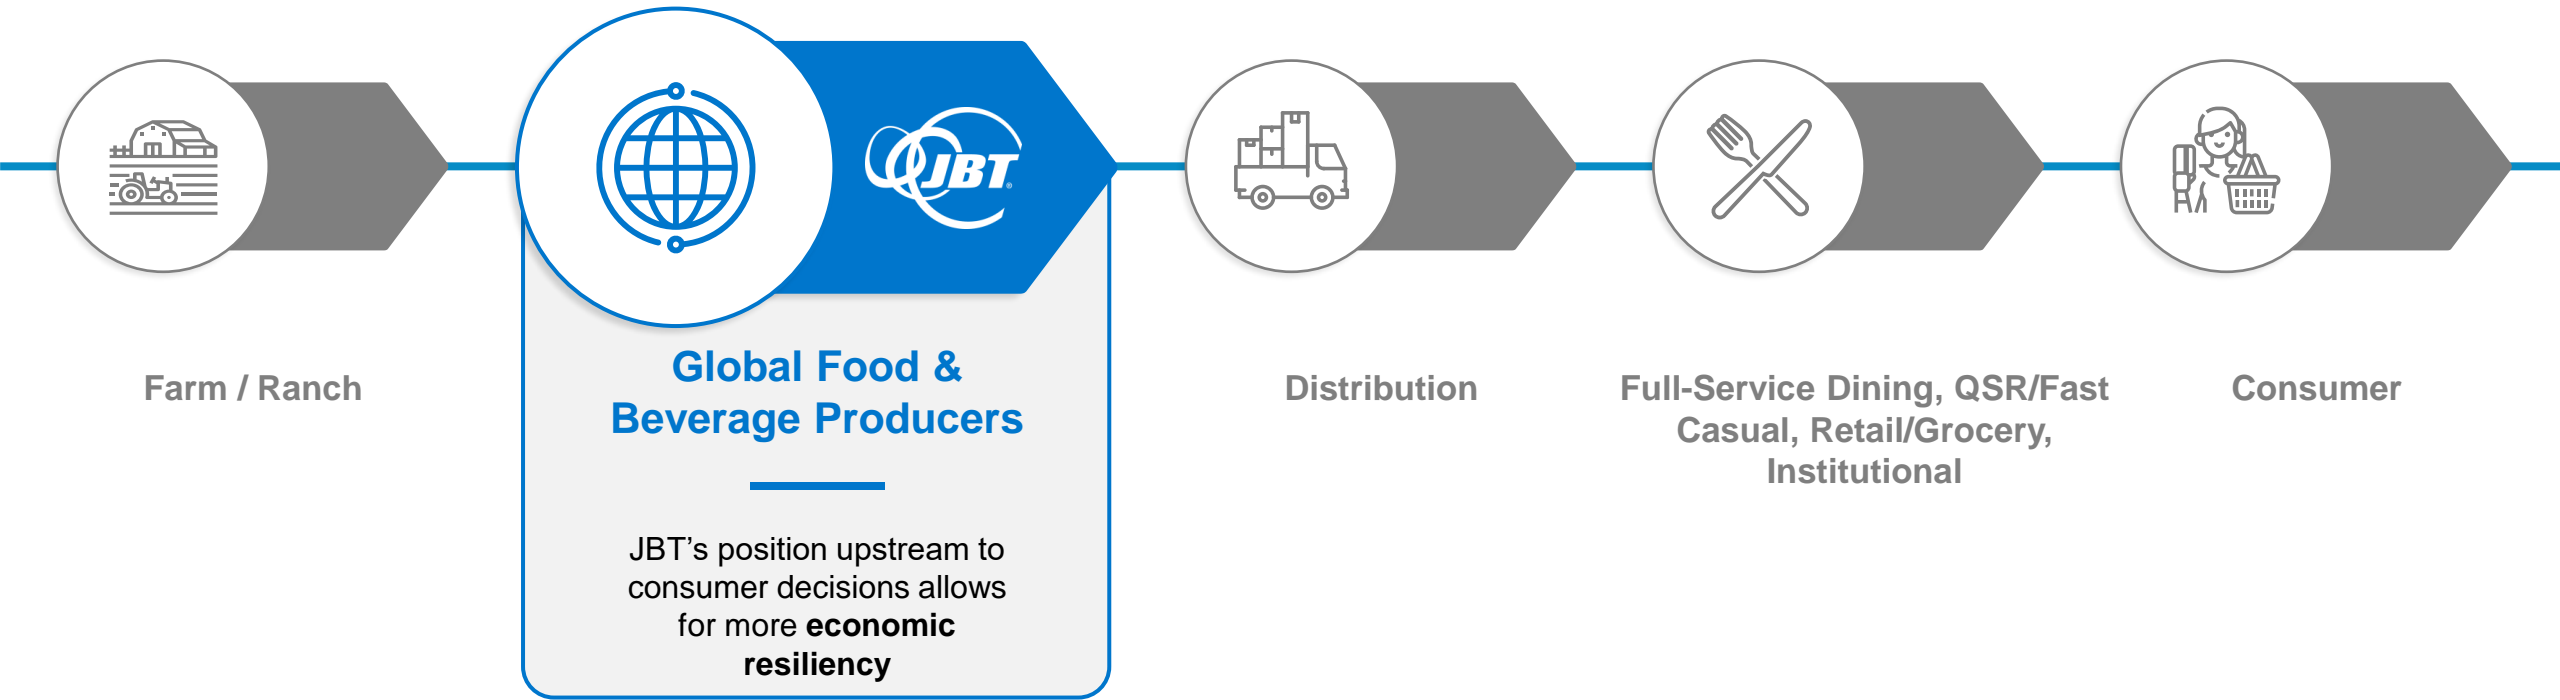 JBT
Farm / Ranch
Global Food &
Beverage Producers
JBT’s position upstream to
consumer decisions allows
for more economic
resiliency
Distribution
Full-Service Dining, QSR/Fast
Casual, Retail/Grocery,
Institutional
Consumer